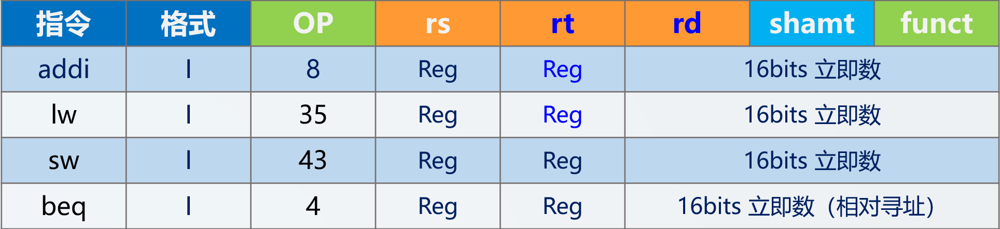 指令 格式 OP rs rt rd shamt funct
addi I 8 Reg Reg 16bits 立即数
lw I 35 Reg Reg 16bits 立即数
sw I 43 Reg Reg 16bits 立即数
beq I 4 Reg Reg 16bits 立即数（相对寻址）